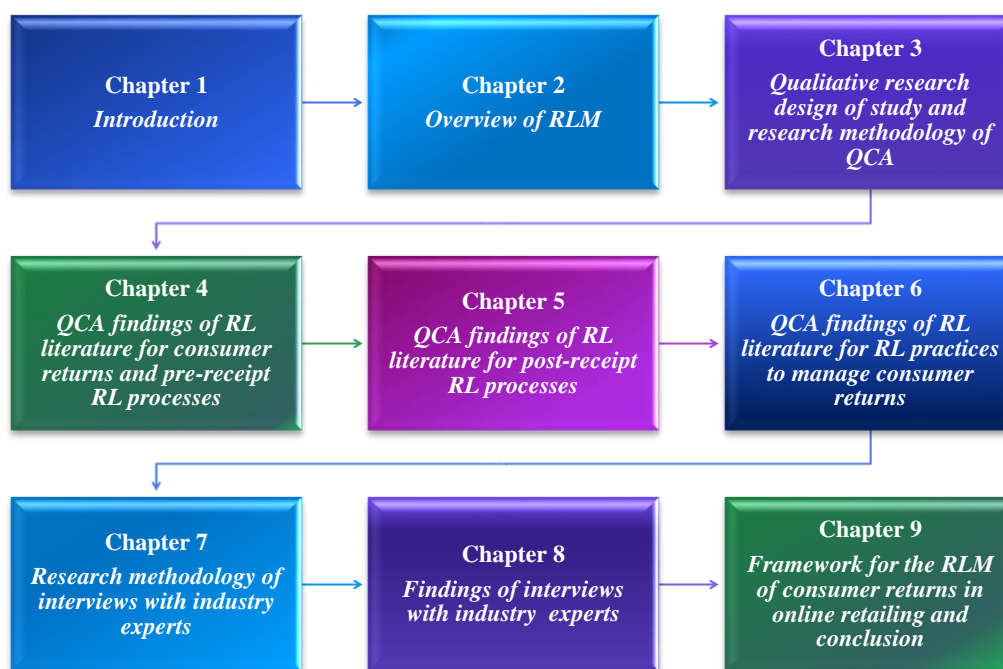 Chapter 1
Introduction
Chapter 2
Overview of RLM
Chapter 3
Qualitative research
design of study and
research methodology of
QCA
Chapter 4
QCA findings of RL
literature for consumer
returns and pre-receipt
RL processes
Chapter 5
QCA findings of RL
literature for post-receipt
RL processes
Chapter 6
QCA findings of RL
literature for RL practices
to manage consumer
returns
Chapter 7
Research methodology of
interviews with industry
experts
Chapter 8
Findings of interviews
with industry experts
Chapter 9
Framework for the RLM
of consumer returns in
online retailing and
conclusion